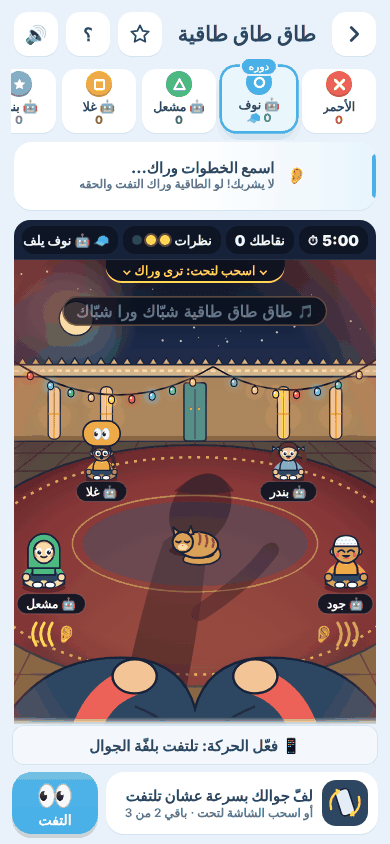 طاق طاق طاقية
؟
دوره
الأحمر
0
نوف
0
مشعل
0
غلا
0
0
اسمع الخطوات وراك...
لا يشربك! لو الطاقية وراك التفت والحقه
5:00
نقاطك 0
نظرات
نوف يلف
اسحب لتحت: ترى وراك
طاق طاق طاقية شبّاك ورا شبّاك
غلا
بندر
مشعل
جود
فعّل الحركة: تلتفت بلفّة الجوال
لفّ جوالك بسرعة عشان تلتفت
أو اسحب الشاشة لتحت · باقي 2 من 3
التفت